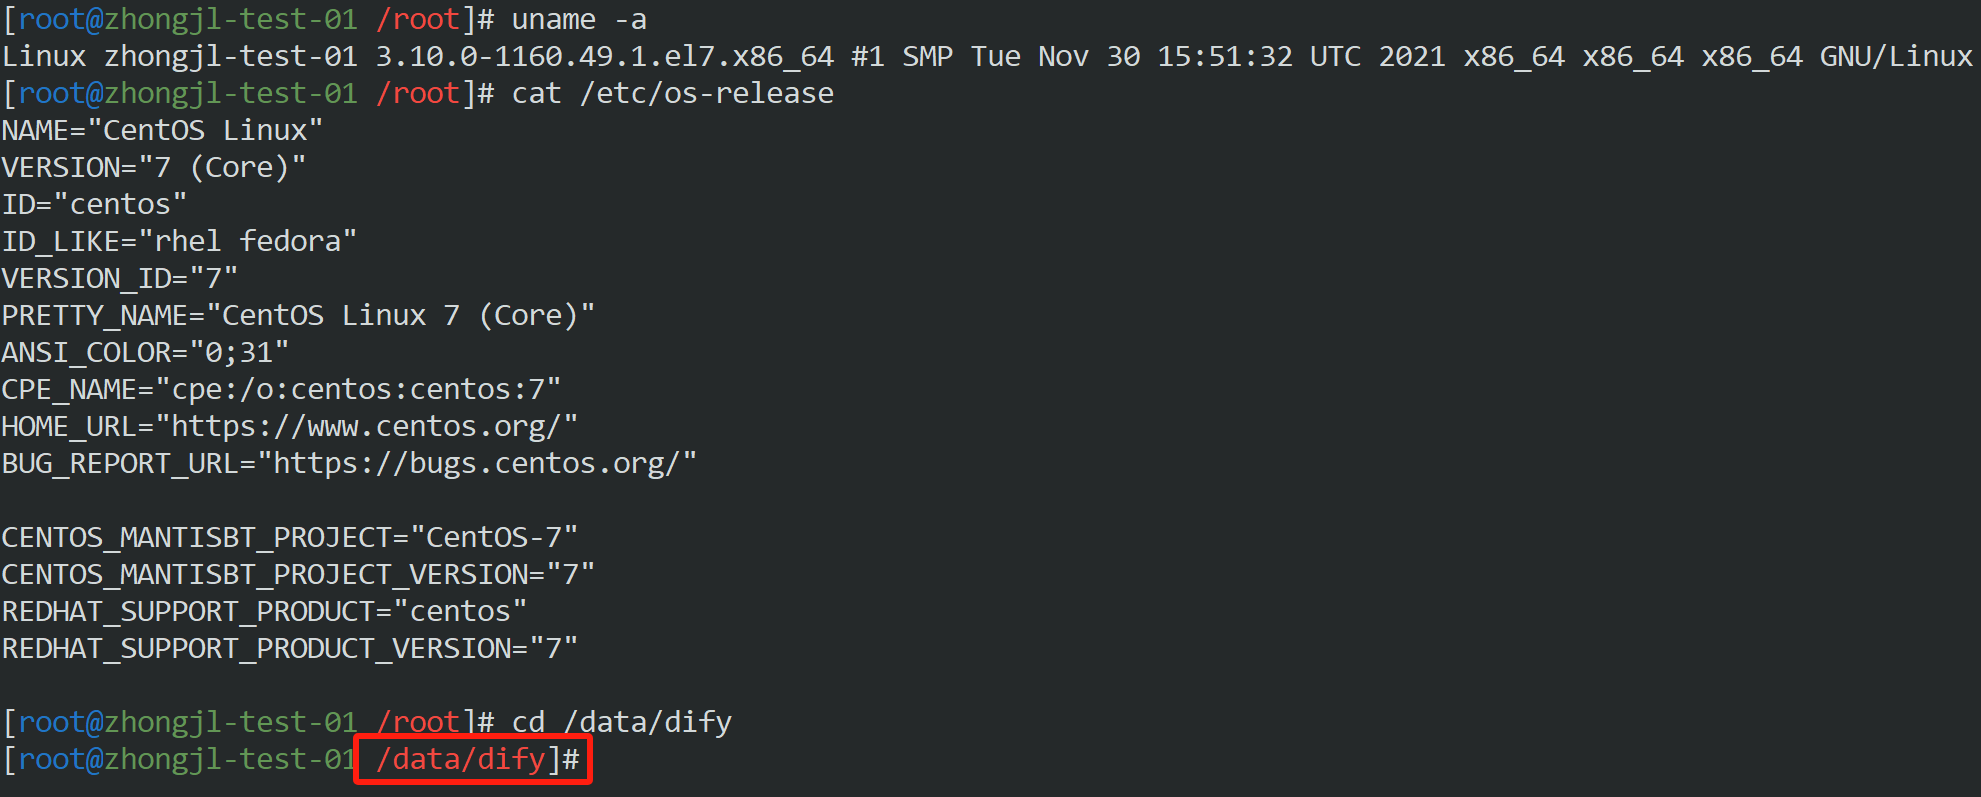 [root@zhongjl-test-01 /root]# uname -a
Linux zhongjl-test-01 3.10.0-1160.49.1.el7.x86_64 #1 SMP Tue Nov 30 15:51:32 UTC 2021 x86_64 x86_64 x86_64 GNU/Linux
[root@zhongjl-test-01 /root]# cat /etc/os-release
NAME="CentOS Linux"
VERSION="7 (Core)"
ID="centos"
ID_LIKE="rhel fedora"
VERSION_ID="7"
PRETTY_NAME="CentOS Linux 7 (Core)"
ANSI_COLOR="0;31"
CPE_NAME="cpe:/o:centos:centos:7"
HOME_URL="https://www.centos.org/"
BUG_REPORT_URL="https://bugs.centos.org/"
CENTOS_MANTISBT_PROJECT="CentOS-7"
CENTOS_MANTISBT_PROJECT_VERSION="7"
REDHAT_SUPPORT_PRODUCT="centos"
REDHAT_SUPPORT_PRODUCT_VERSION="7"
[root@zhongjl-test-01 /root]# cd /data/dify
[root@zhongjl-test-01 /data/dify]#